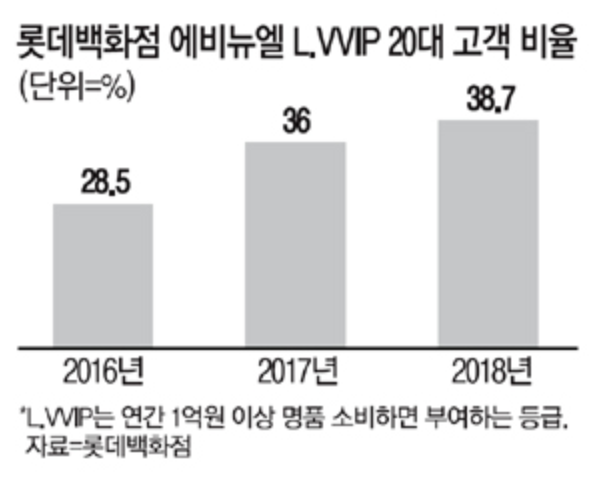 롯데백화점 에비뉴엘 L.VVIP 20대 고객 비율
(단위=%)
28.5
36
38.7
2016년
2017년
2018년
*L.VVIP는 연간 1억원 이상 명품 소비하면 부여하는 등급.
자료=롯데백화점